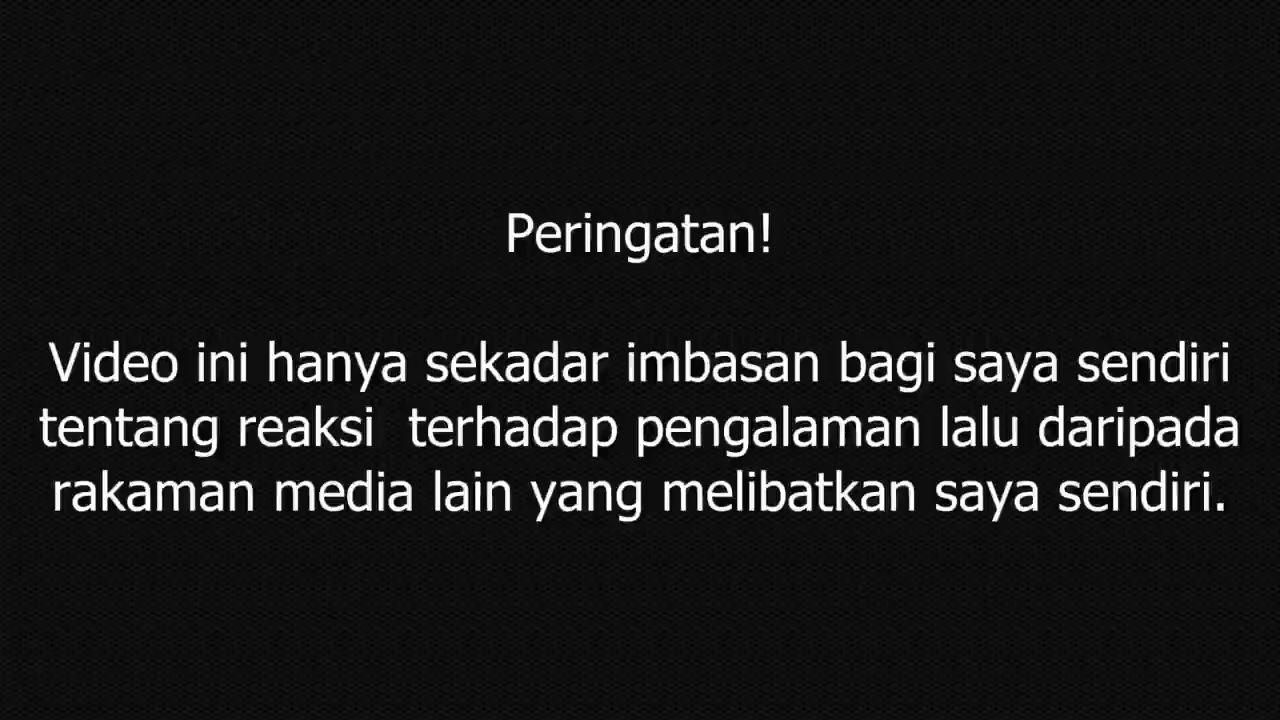 Peringatan!
Video ini hanya sekadar imbasan bagi saya sendiri
tentang reaksi  terhadap pengalaman lalu daripada
rakaman media lain yang melibatkan saya sendiri.